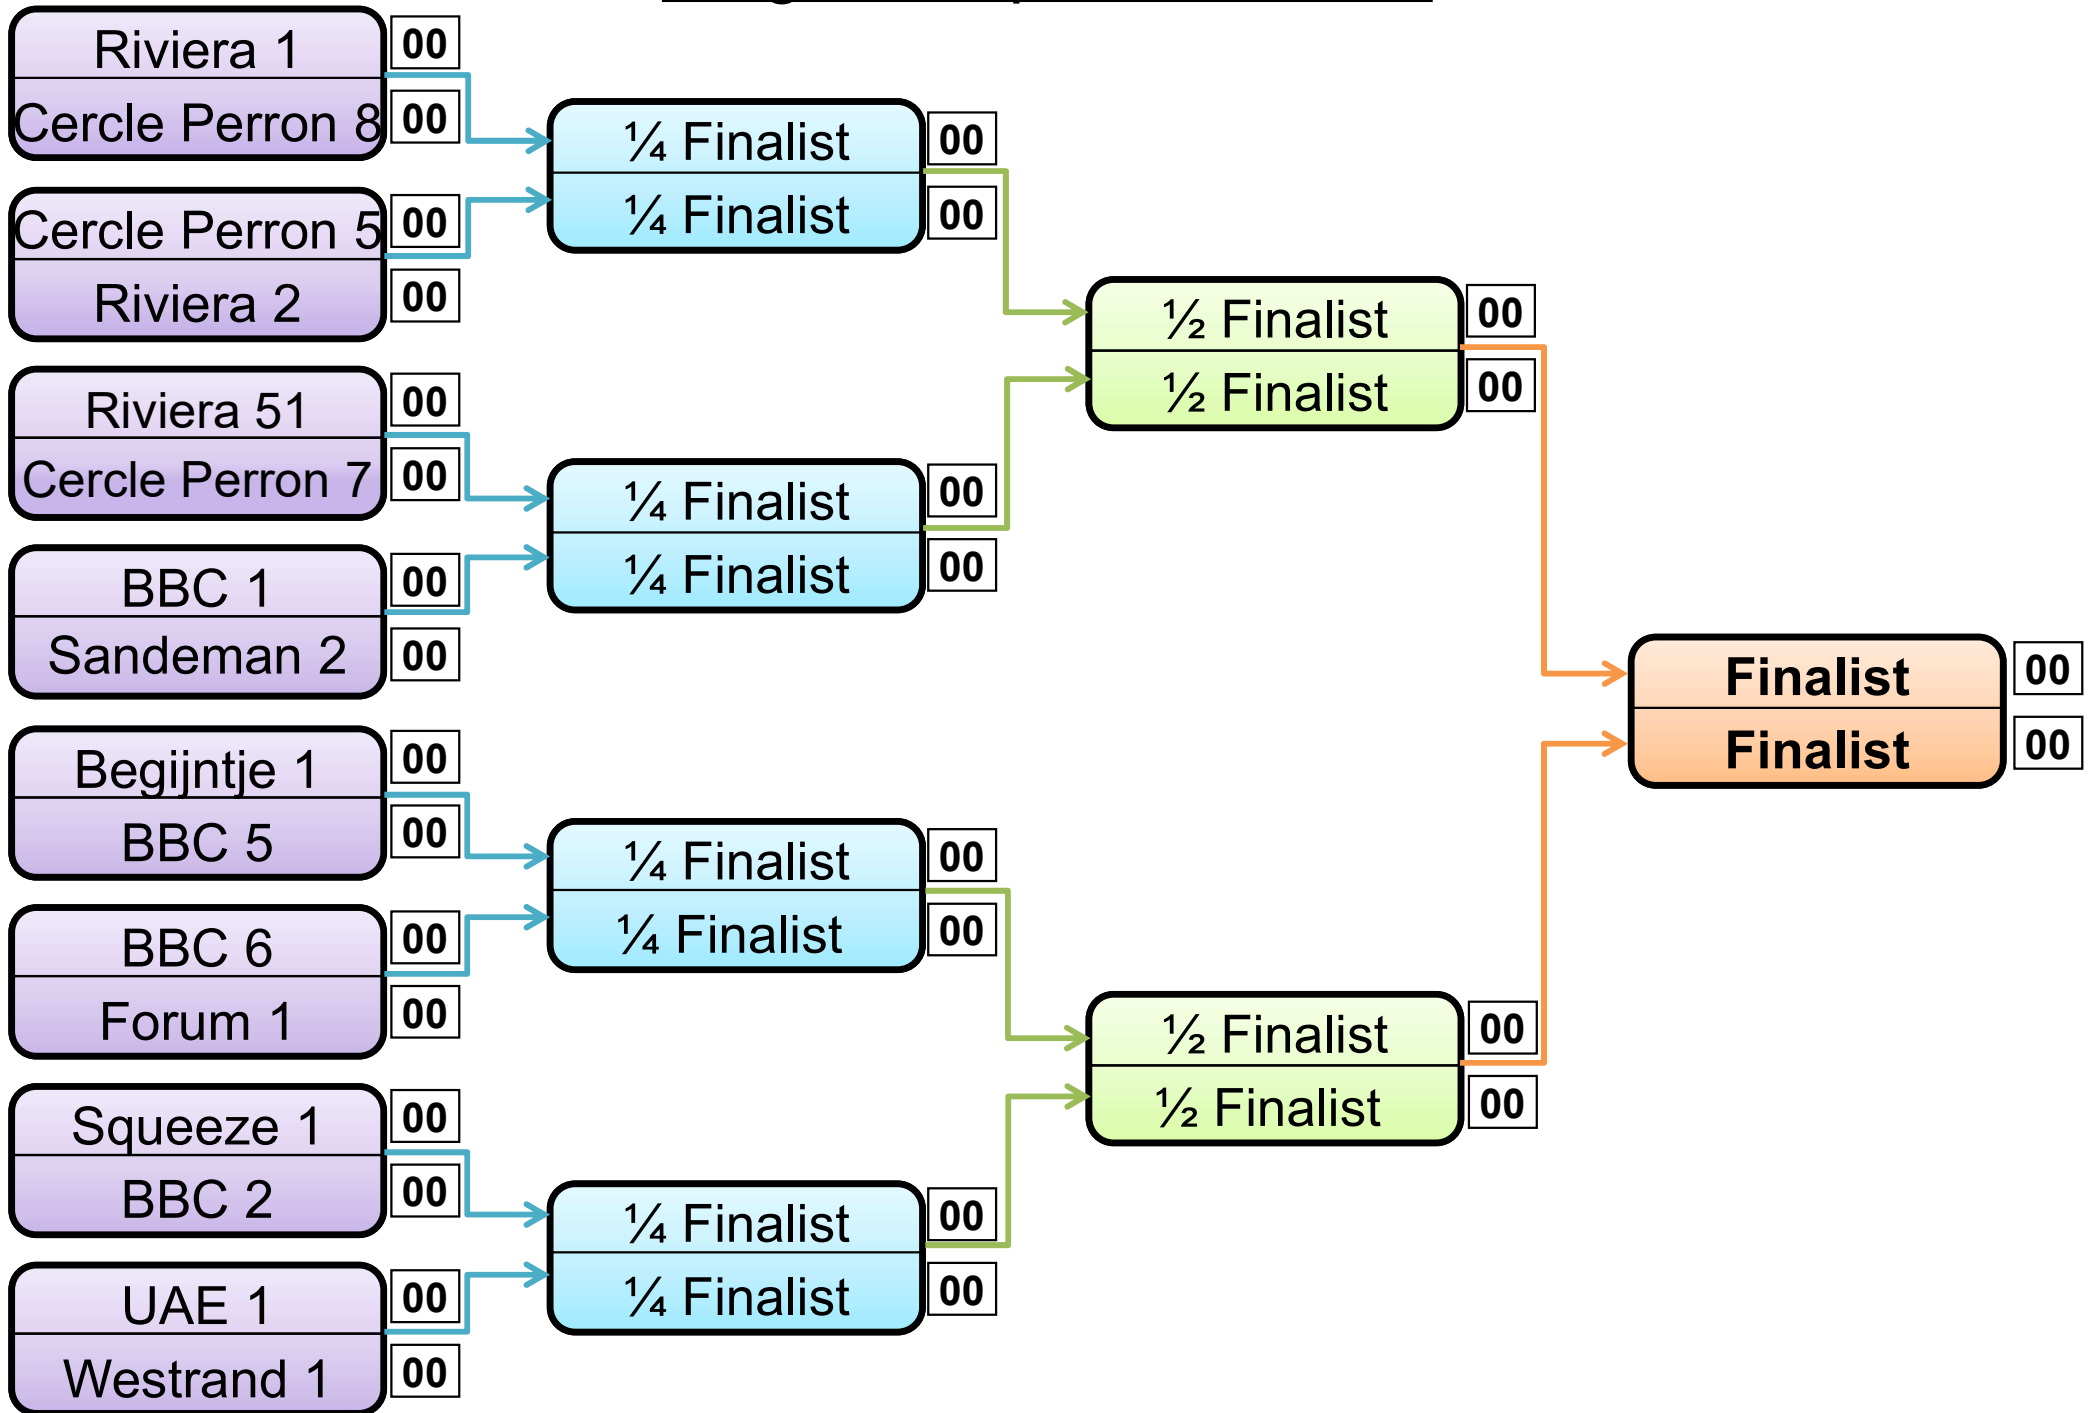 Riviera 1 00
Cercle Perron 8 00
Cercle Perron 5 00
Riviera 2 00
Riviera 51 00
Cercle Perron 7 00
BBC 1 00
Sandeman 2 00
Begijntje 1 00
BBC 5 00
BBC 6 00
Forum 1 00
Squeeze 1 00
BBC 2 00
UAE 1 00
Westrand 1 00
¼ Finalist 00
¼ Finalist 00
¼ Finalist 00
¼ Finalist 00
¼ Finalist 00
¼ Finalist 00
¼ Finalist 00
¼ Finalist 00
½ Finalist 00
½ Finalist 00
½ Finalist 00
½ Finalist 00
Finalist 00
Finalist 00